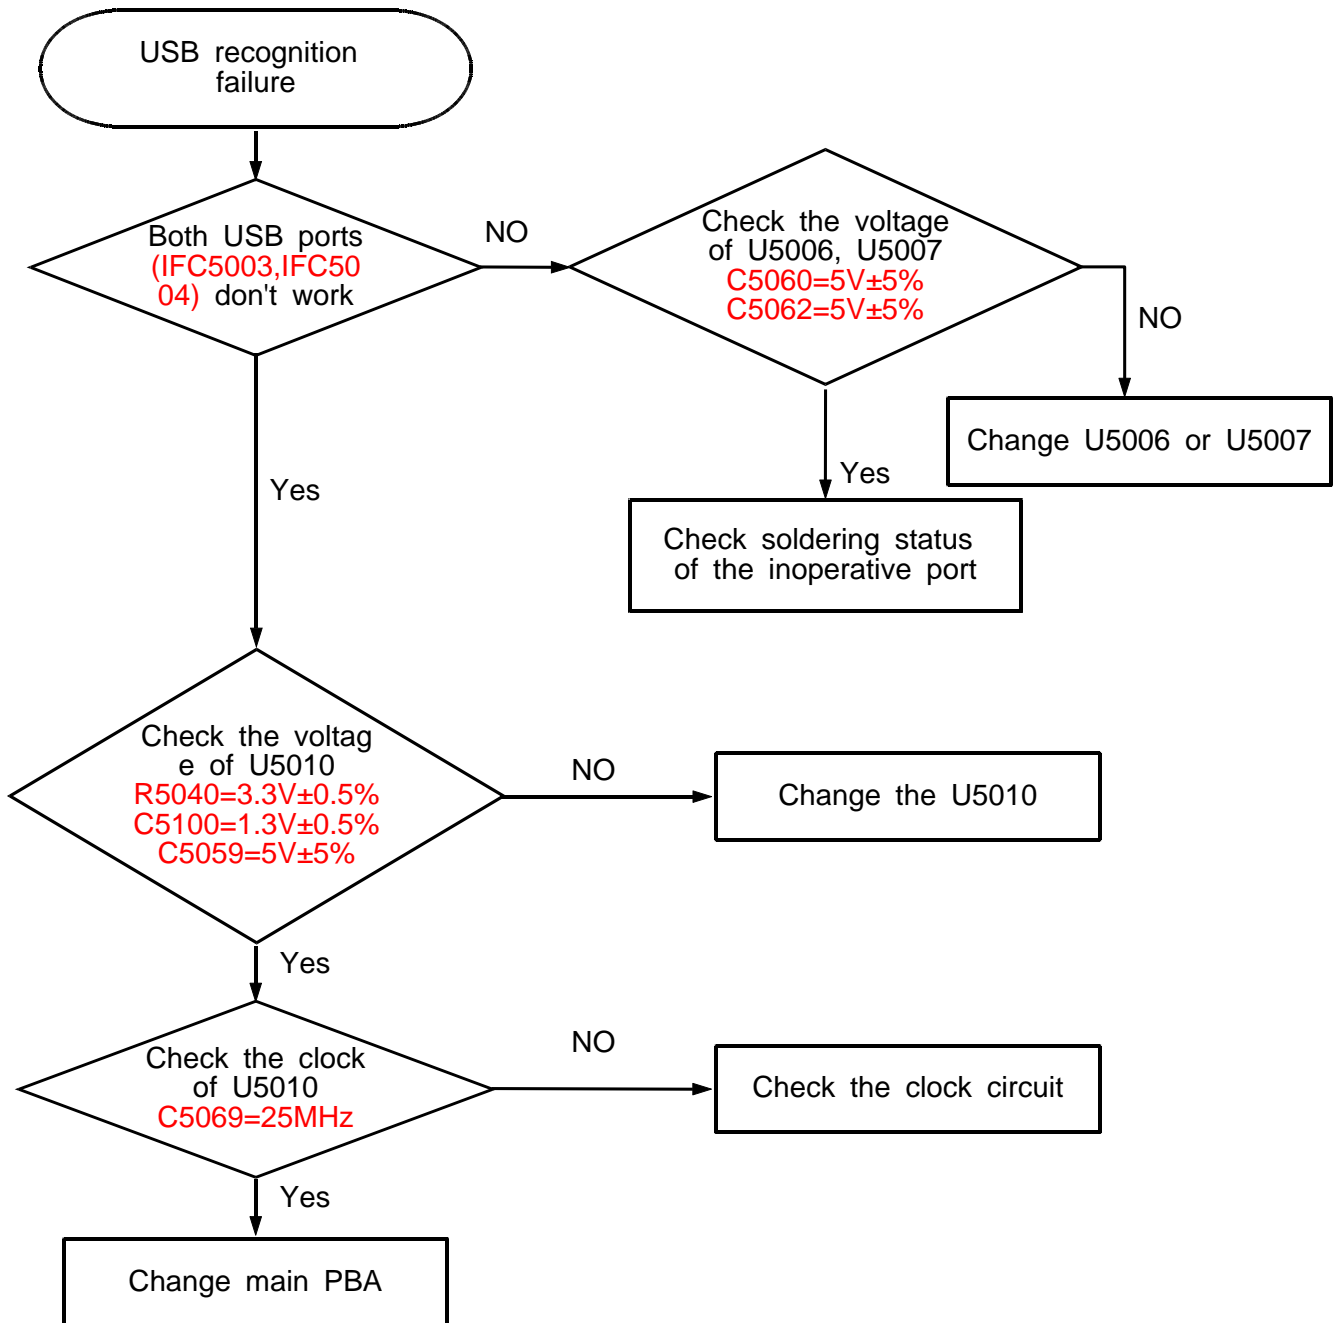 USB recognition
failure
Both USB ports
(IFC5003,IFC50
04) don't work
NO
Check the voltage
of U5006, U5007
C5060=5V±5%
C5062=5V±5%
NO
Change U5006 or U5007
Yes
Check soldering status
of the inoperative port
Yes
Check the voltag
e of U5010
R5040=3.3V±0.5%
C5100=1.3V±0.5%
C5059=5V±5%
NO
Change the U5010
Yes
Check the clock
of U5010
C5069=25MHz
NO
Check the clock circuit
Yes
Change main PBA